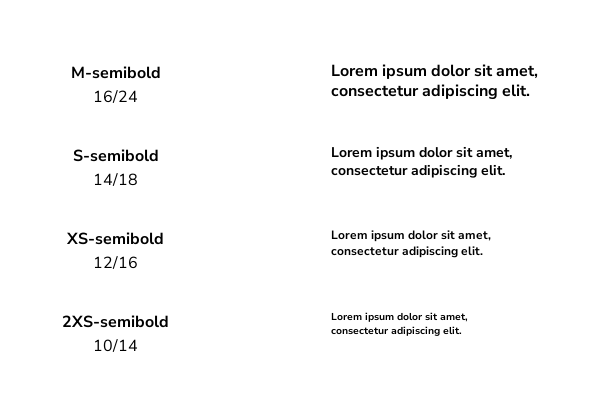 M-semibold
16/24
Lorem ipsum dolor sit amet,
consectetur adipiscing elit.
S-semibold
14/18
Lorem ipsum dolor sit amet,
consectetur adipiscing elit.
XS-semibold
12/16
Lorem ipsum dolor sit amet,
consectetur adipiscing elit.
2XS-semibold
10/14
Lorem ipsum dolor sit amet,
consectetur adipiscing elit.